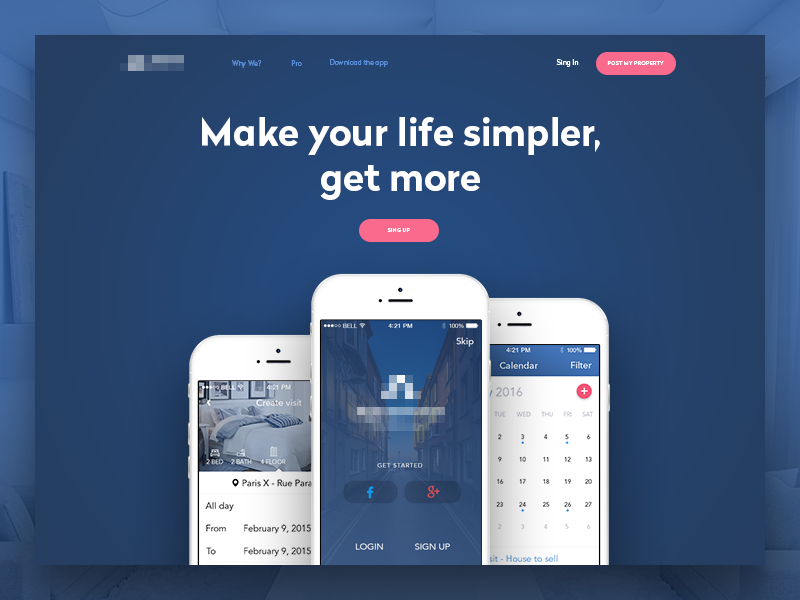 Why We?
Pro
Download the app
Sing In
POST MY PROPERTY
Make your life simpler,
get more
SING UP
4:21 PM
Create visit
2 BED 2 BATH 4 FLOOR
Paris X - Rue Para
All day
From February 9, 2015
To February 9, 2015
BELL 4:21 PM 100%
Skip
GET STARTED
f g+
LOGIN SIGN UP
4:21 PM 100%
Calendar Filter
2016
TUE WED THU FRI SAT
2 3 4 5 6
9 10 11 12 13
16 17 18 19 20
23 24 25 26 27
2 3 4 5 6
sit - House to sell